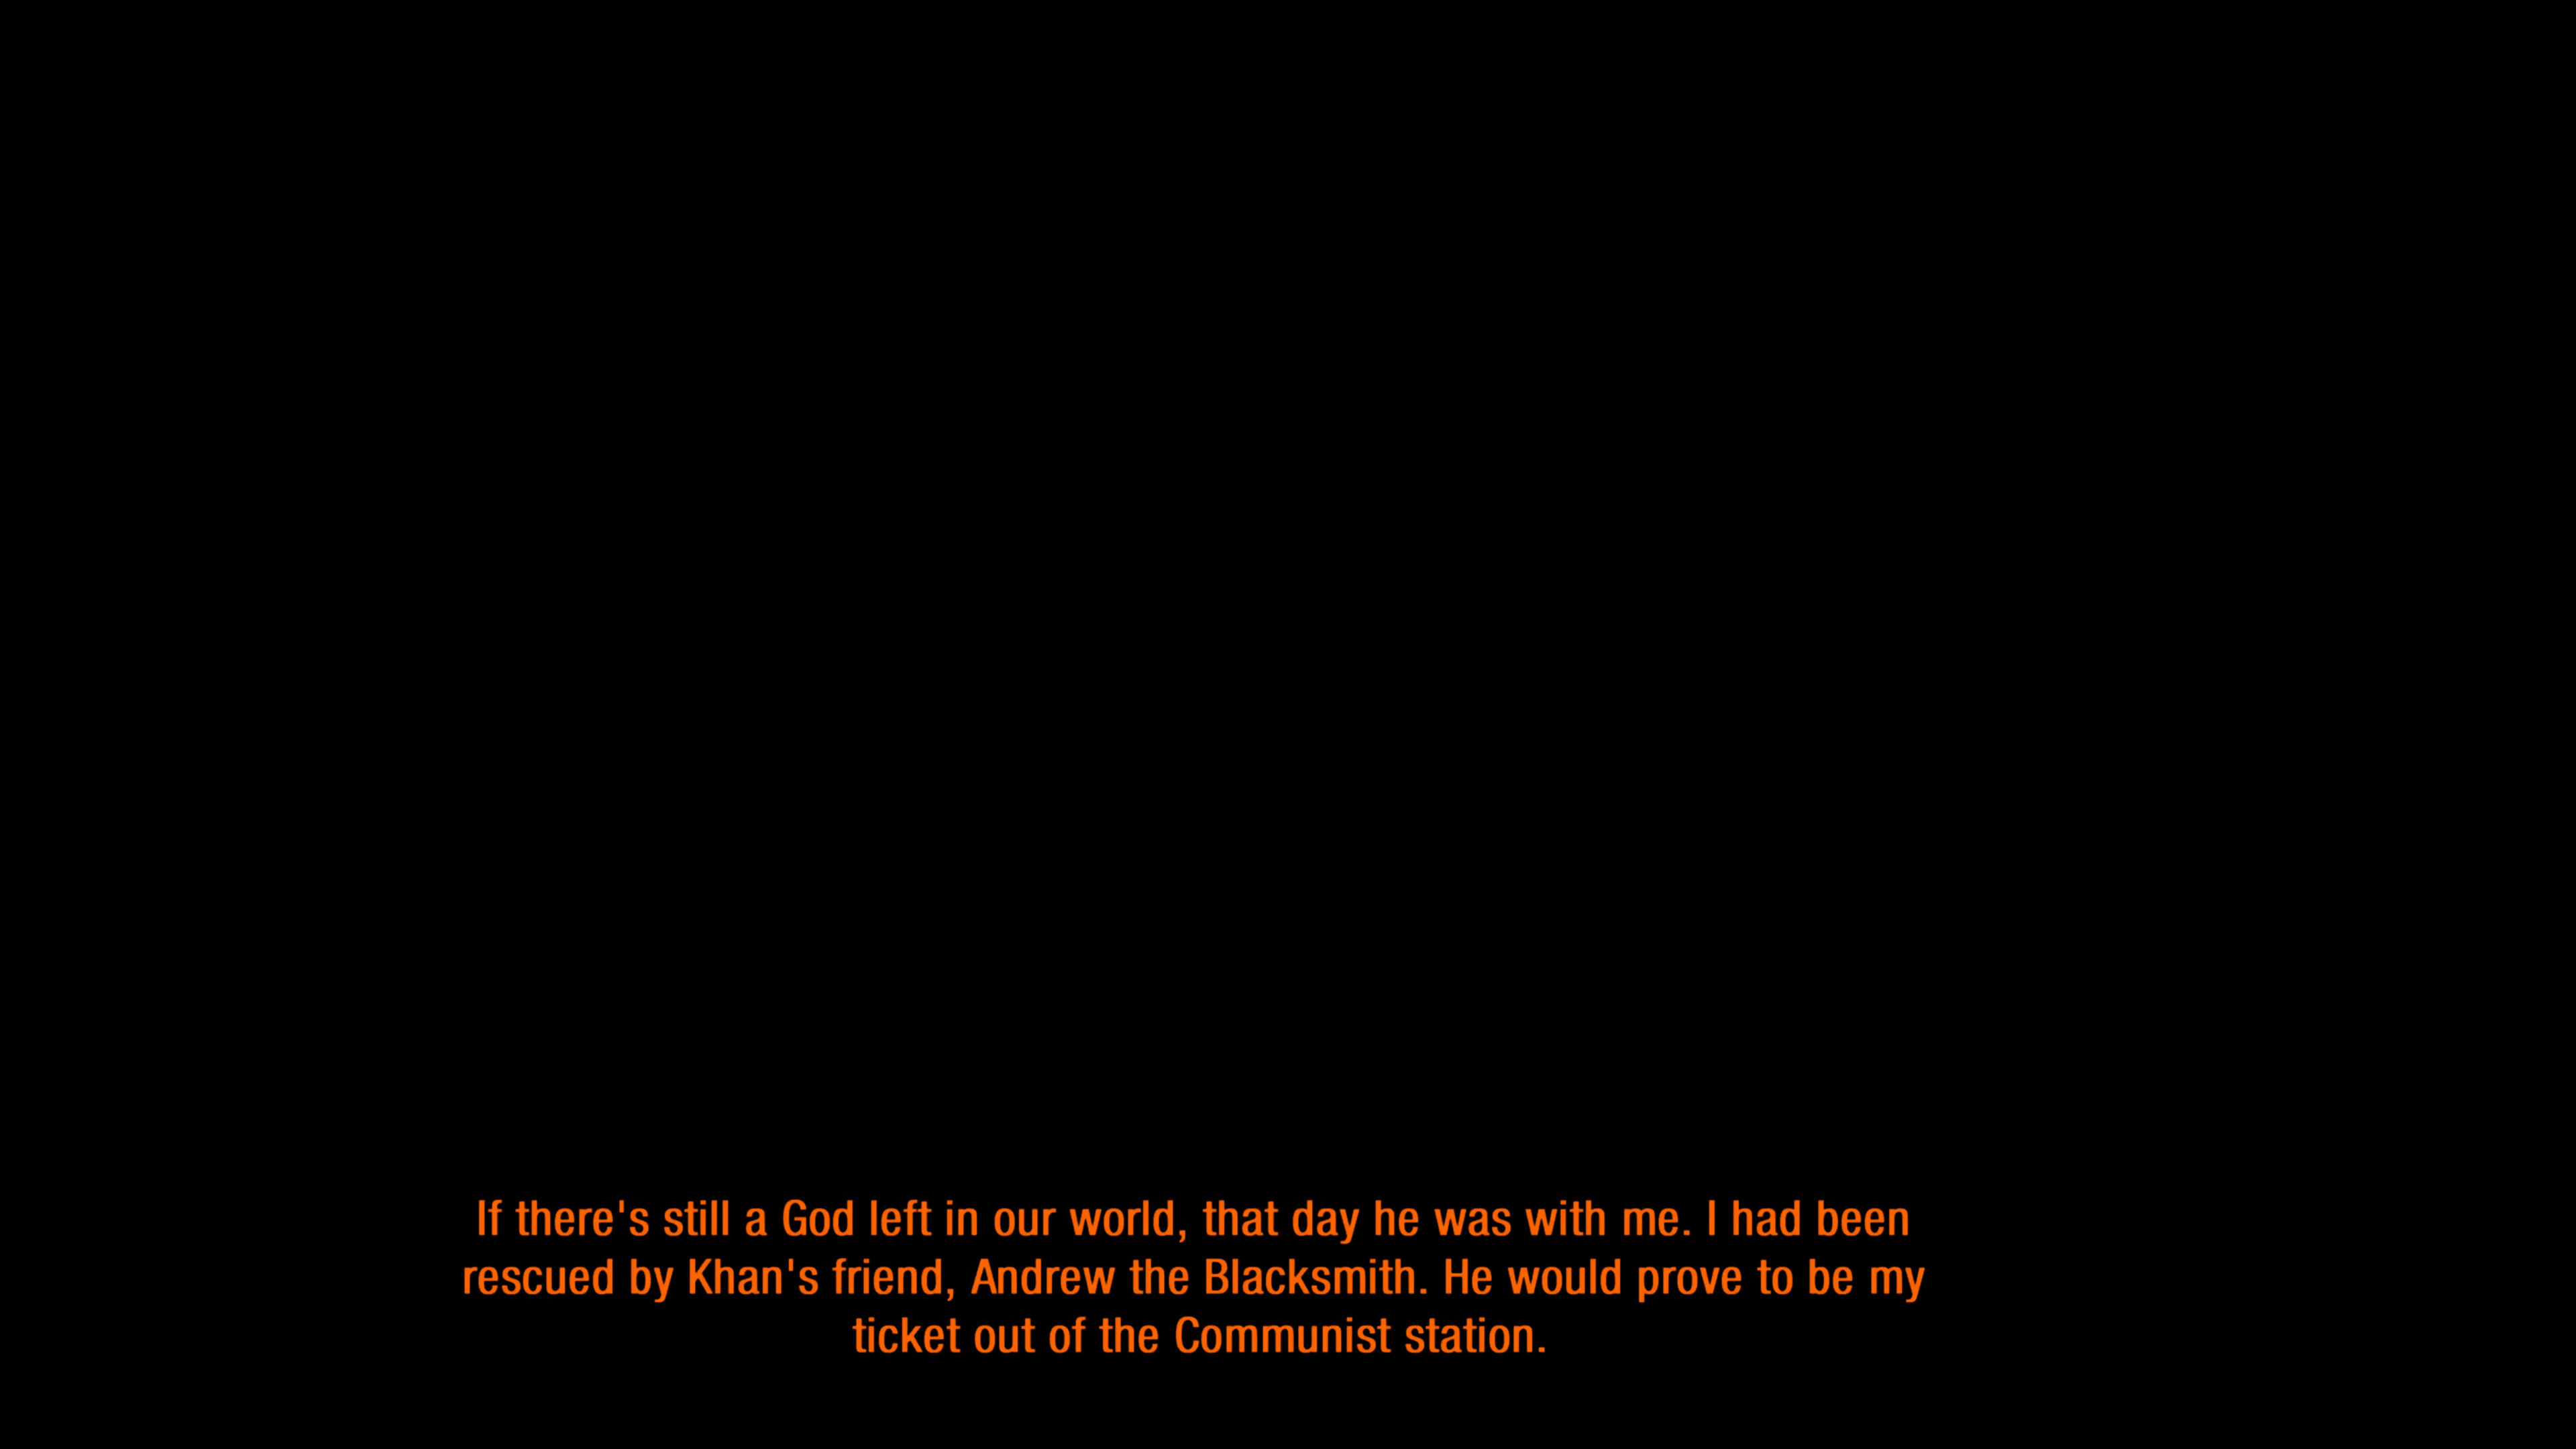 If there's still a God left in our world, that day he was with me. I had been
rescued by Khan's friend, Andrew the Blacksmith. He would prove to be my
ticket out of the Communist station.